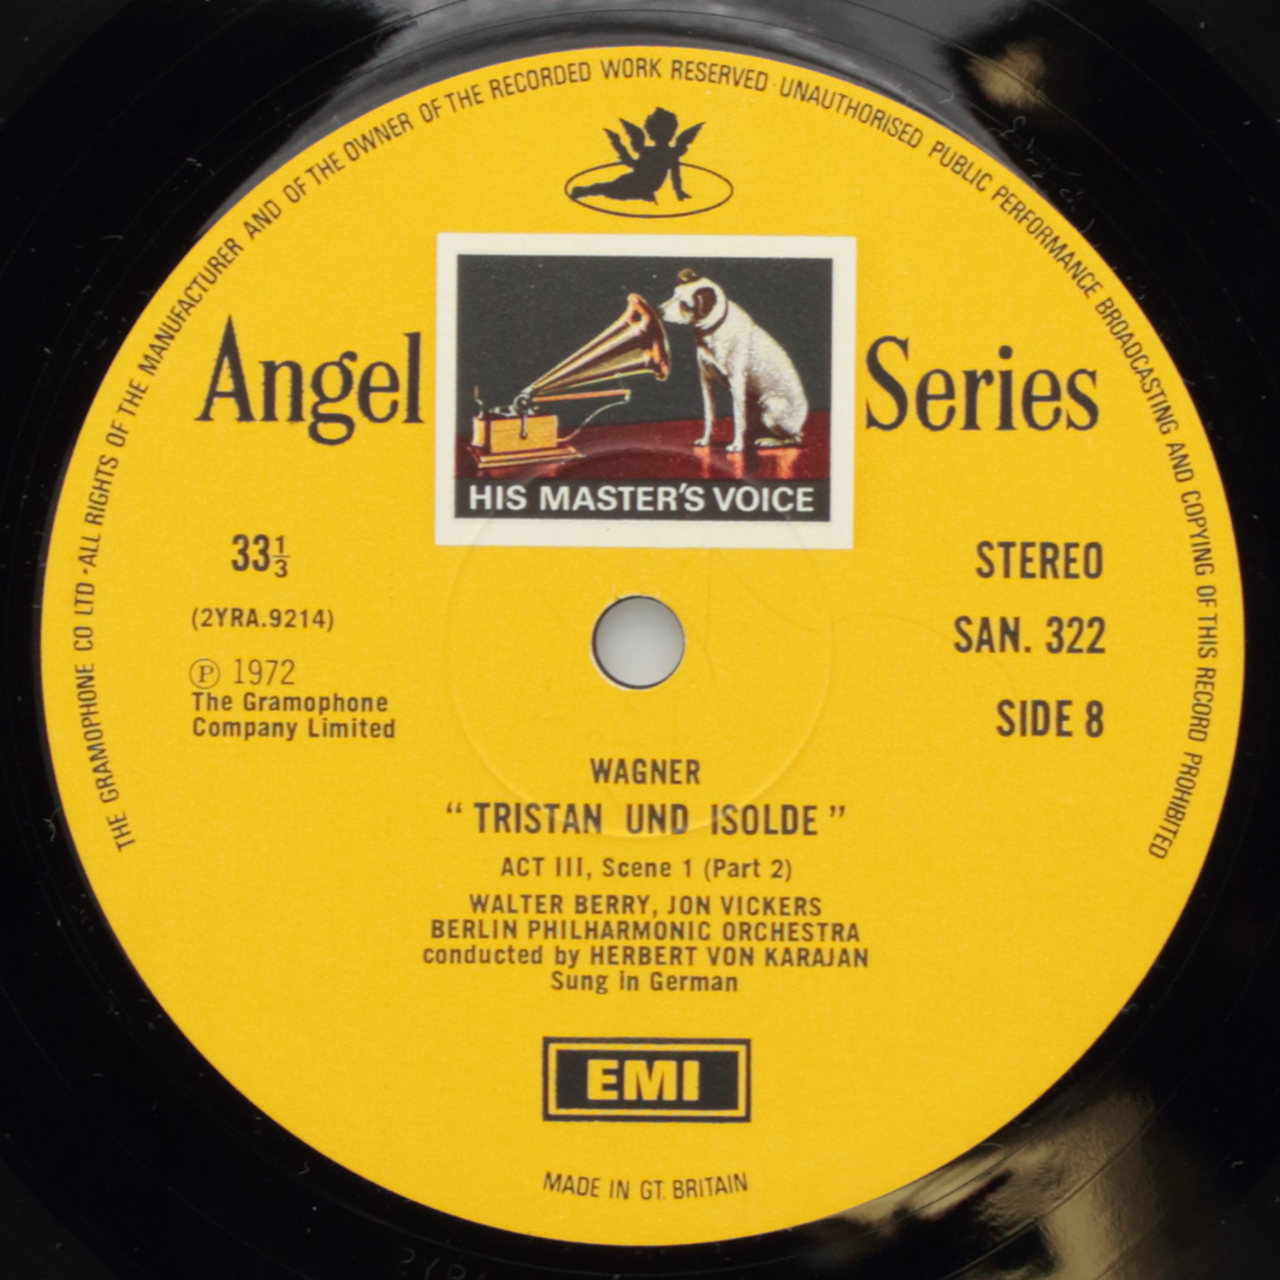 THE GRAMOPHONE CO LTD · ALL RIGHTS OF THE MANUFACTURER AND OF THE OWNER OF THE RECORDED WORK RESERVED · UNAUTHORISED PUBLIC PERFORMANCE BROADCASTING AND COPYING OF THIS RECORD PROHIBITED
Angel
Series
HIS MASTER'S VOICE
33⅓
STEREO
(2YRA.9214)
SAN. 322
Ⓟ 1972
The Gramophone
Company Limited
SIDE 8
WAGNER
“ TRISTAN UND ISOLDE ”
ACT III, Scene 1 (Part 2)
WALTER BERRY, JON VICKERS
BERLIN PHILHARMONIC ORCHESTRA
conducted by HERBERT VON KARAJAN
Sung in German
EMI
MADE IN GT. BRITAIN